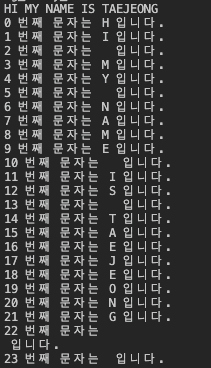 HI MY NAME IS TAEJEONG
0 번째 문자는 H 입니다.
1 번째 문자는 I 입니다.
2 번째 문자는   입니다.
3 번째 문자는 M 입니다.
4 번째 문자는 Y 입니다.
5 번째 문자는   입니다.
6 번째 문자는 N 입니다.
7 번째 문자는 A 입니다.
8 번째 문자는 M 입니다.
9 번째 문자는 E 입니다.
10 번째 문자는   입니다.
11 번째 문자는 I 입니다.
12 번째 문자는 S 입니다.
13 번째 문자는   입니다.
14 번째 문자는 T 입니다.
15 번째 문자는 A 입니다.
16 번째 문자는 E 입니다.
17 번째 문자는 J 입니다.
18 번째 문자는 E 입니다.
19 번째 문자는 O 입니다.
20 번째 문자는 N 입니다.
21 번째 문자는 G 입니다.
22 번째 문자는
입니다.
23 번째 문자는  입니다.